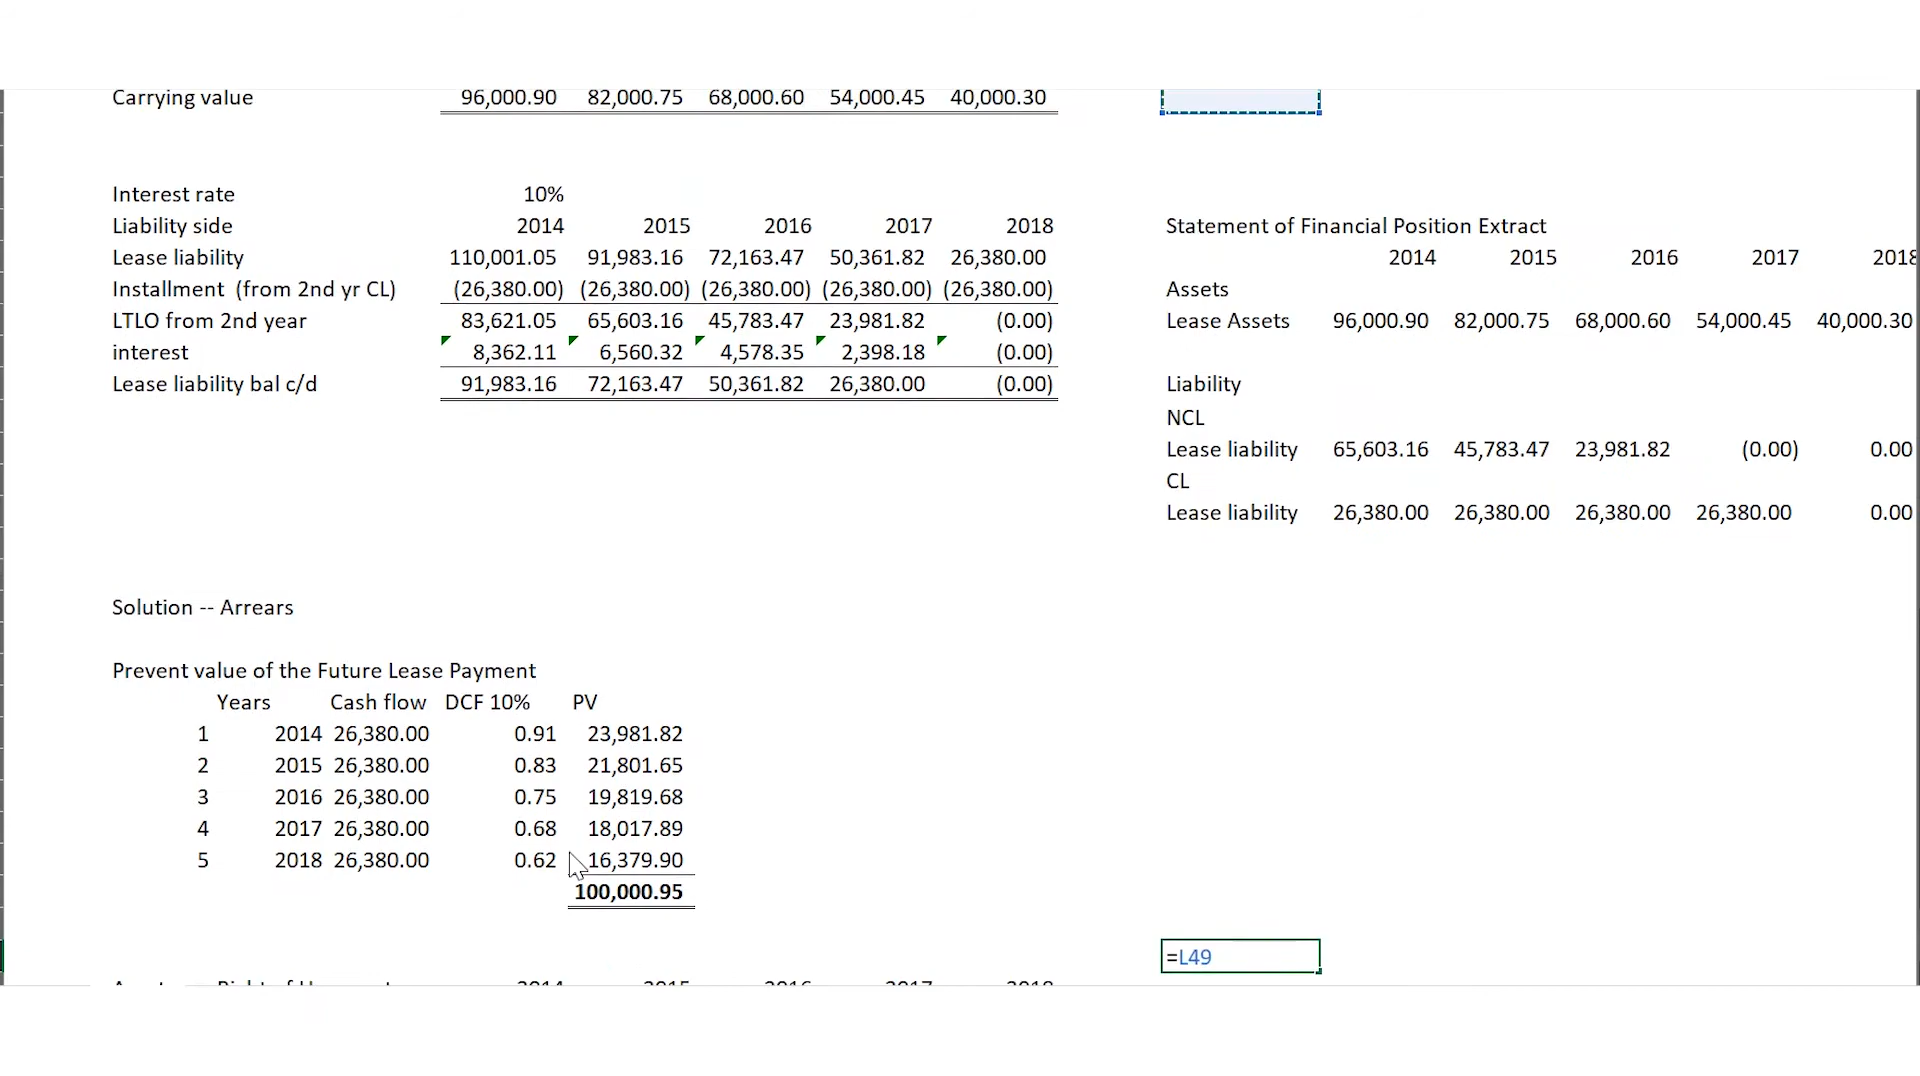 Carrying value 96,000.90 82,000.75 68,000.60 54,000.45 40,000.30
Interest rate 10%
Liability side 2014 2015 2016 2017 2018
Lease liability 110,001.05 91,983.16 72,163.47 50,361.82 26,380.00
Installment (from 2nd yr CL) (26,380.00) (26,380.00) (26,380.00) (26,380.00) (26,380.00)
LTLO from 2nd year 83,621.05 65,603.16 45,783.47 23,981.82 (0.00)
interest 8,362.11 6,560.32 4,578.35 2,398.18 (0.00)
Lease liability bal c/d 91,983.16 72,163.47 50,361.82 26,380.00 (0.00)
Statement of Financial Position Extract
2014 2015 2016 2017 2018
Assets
Lease Assets 96,000.90 82,000.75 68,000.60 54,000.45 40,000.30
Liability
NCL
Lease liability 65,603.16 45,783.47 23,981.82 (0.00) 0.00
CL
Lease liability 26,380.00 26,380.00 26,380.00 26,380.00 0.00
Solution -- Arrears
Prevent value of the Future Lease Payment
Years Cash flow DCF 10% PV
1 2014 26,380.00 0.91 23,981.82
2 2015 26,380.00 0.83 21,801.65
3 2016 26,380.00 0.75 19,819.68
4 2017 26,380.00 0.68 18,017.89
5 2018 26,380.00 0.62 16,379.90
100,000.95
=L49
2014 2015 2016 2017 2018